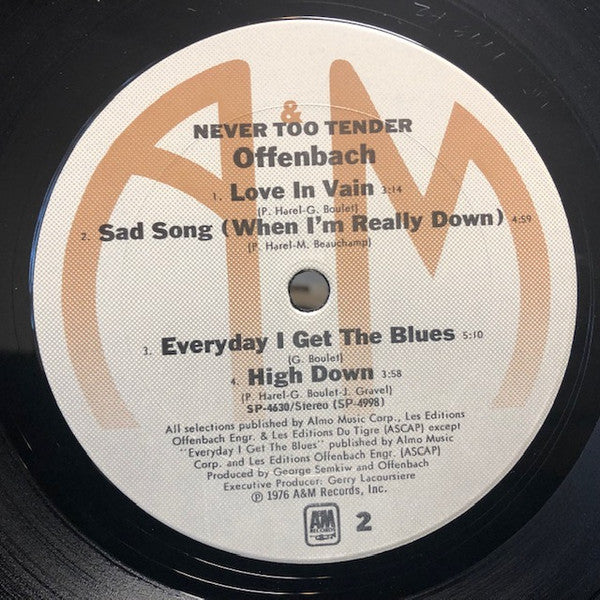 A&M
NEVER TOO TENDER
Offenbach
1. Love In Vain 3:14
(P. Harel-G. Boulet)
2. Sad Song (When I'm Really Down) 4:59
(P. Harel-M. Beauchamp)
3. Everyday I Get The Blues 5:10
(G. Boulet)
4. High Down 3:58
(P. Harel-G. Boulet-J. Gravel)
SP-4630/Stereo (SP-4998)
All selections published by Almo Music Corp., Les Editions
Offenbach Engr. & Les Editions Du Tigre (ASCAP) except
"Everyday I Get The Blues" published by Almo Music
Corp. and Les Editions Offenbach Engr. (ASCAP)
Produced by George Semkiw and Offenbach
Executive Producer: Gerry Lacoursiere
℗ 1976 A&M Records, Inc.
A&M
RECORDS
2